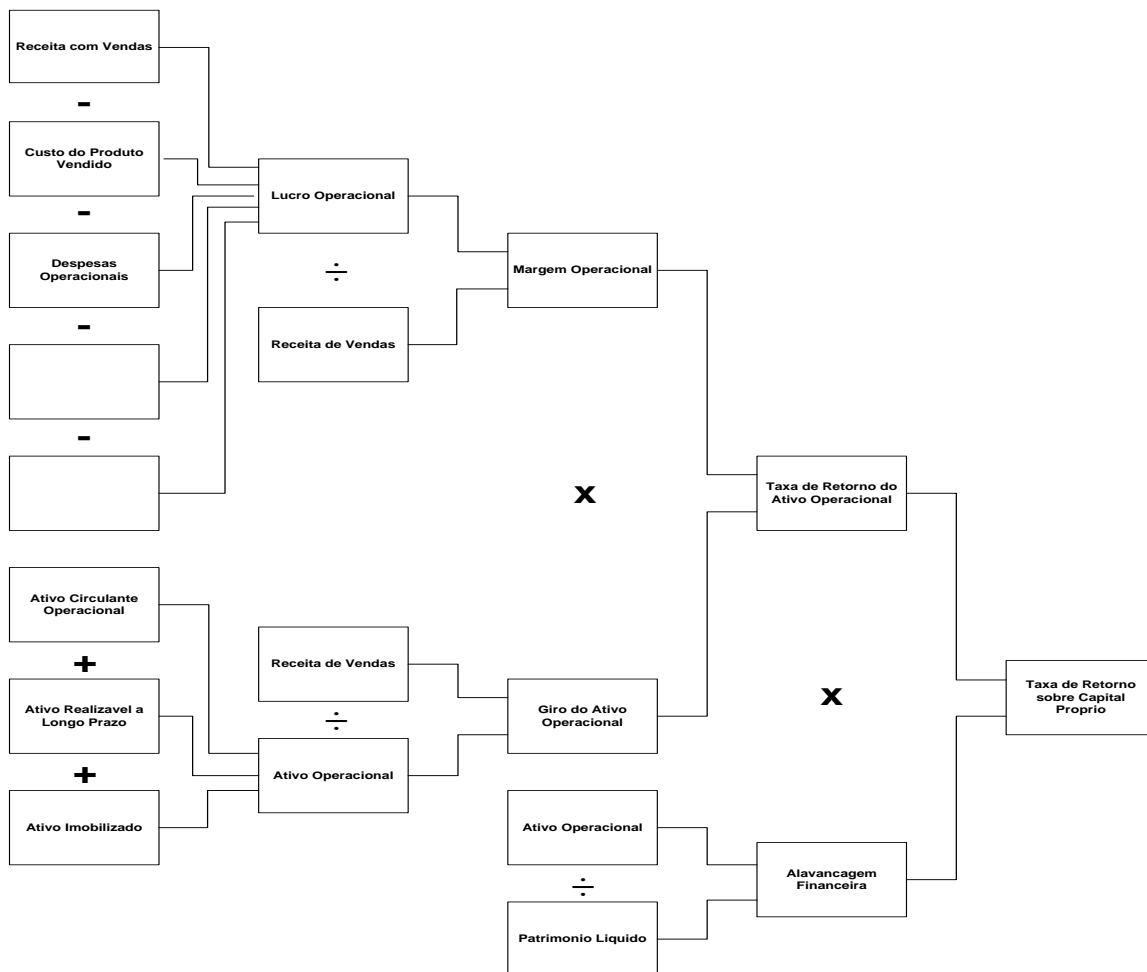 Receita com Vendas
-
Custo do Produto
Vendido
-
Despesas
Operacionais
-
-
Lucro Operacional
÷
Receita de Vendas
Margem Operacional
x
Ativo Circulante
Operacional
+
Ativo Realizavel a
Longo Prazo
+
Ativo Imobilizado
Receita de Vendas
÷
Ativo Operacional
Giro do Ativo
Operacional
Taxa de Retorno do
Ativo Operacional
x
Ativo Operacional
÷
Patrimonio Liquido
Alavancagem
Financeira
Taxa de Retorno
sobre Capital
Proprio